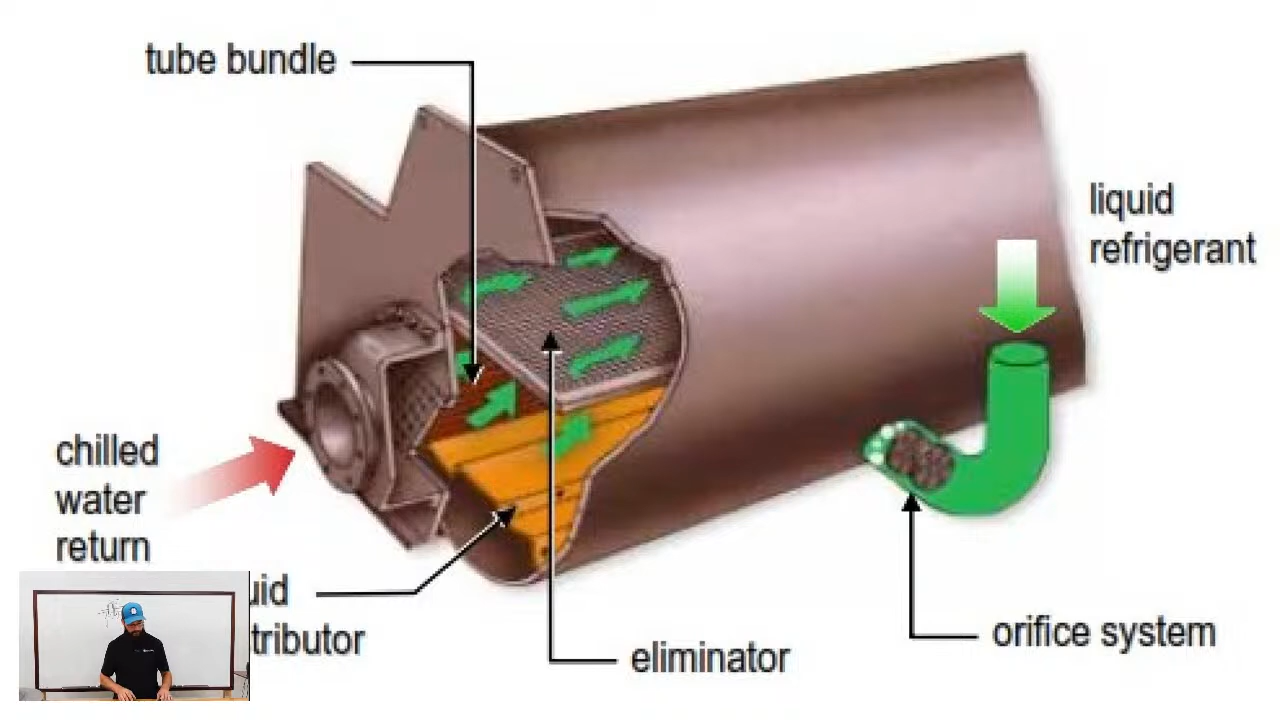 tube bundle
liquid
refrigerant
chilled
water
return
uid
tributor
eliminator
orifice system